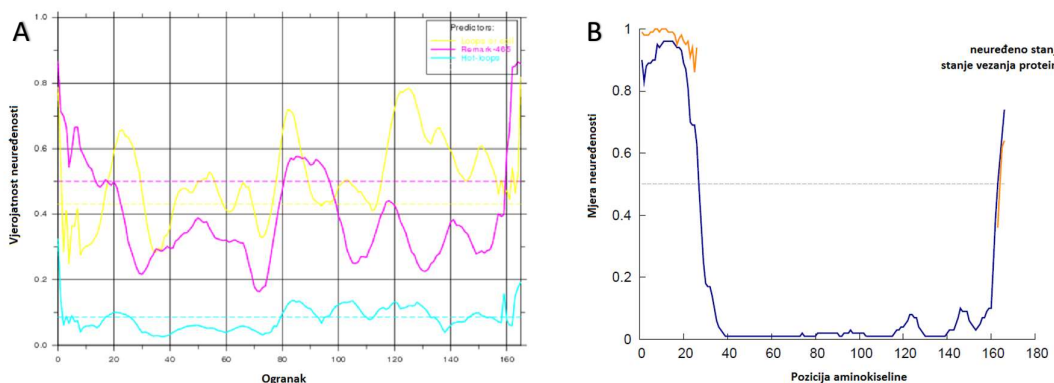 A
Predictors:
Remark-465
Hot-loops
Vjerojatnost neuređenosti
1.0
0.8
0.6
0.4
0.2
0.0
0 20 40 60 80 100 120 140 160
Ogranak
B
neuređeno stanj
stanje vezanja protein
Mjera neuređenosti
1
0.8
0.6
0.4
0.2
0
0 20 40 60 80 100 120 140 160 180
Pozicija aminokiseline